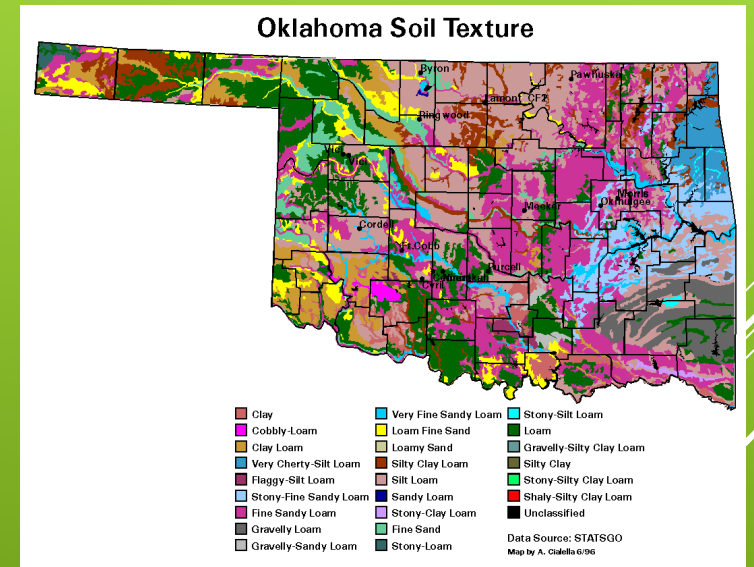 Oklahoma Soil Texture
Byron
Pawhuska
Lamont CF2
Ringwood
Vici
Morris
Okmulgee
Meeker
Cordell
Ft.Cobb
Purcell
Cyril
Clay
Cobbly-Loam
Clay Loam
Very Cherty-Silt Loam
Flaggy-Silt Loam
Stony-Fine Sandy Loam
Fine Sandy Loam
Gravelly Loam
Gravelly-Sandy Loam
Very Fine Sandy Loam
Loam Fine Sand
Loamy Sand
Silty Clay Loam
Silt Loam
Sandy Loam
Stony-Clay Loam
Fine Sand
Stony-Loam
Stony-Silt Loam
Loam
Gravelly-Silty Clay Loam
Silty Clay
Stony-Silty Clay Loam
Shaly-Silty Clay Loam
Unclassified
Data Source: STATSGO
Map by A. Cialella 6/96